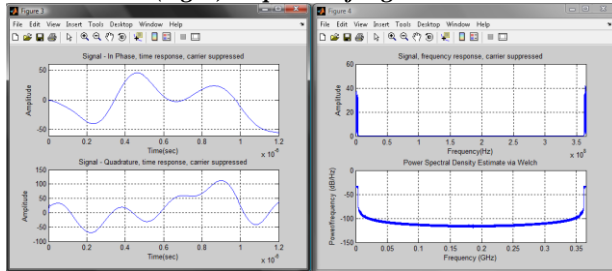 Figure 3
File Edit View Insert Tools Desktop Window Help
Signal - In Phase, time response, carrier suppressed
Amplitude
50
0
-50
0 0.2 0.4 0.6 0.8 1 1.2
Time(sec)
x 10
Signal - Quadrature, time response, carrier suppressed
Amplitude
150
100
50
0
-50
-100
0 0.2 0.4 0.6 0.8 1 1.2
Time(sec)
x 10
Figure 4
File Edit View Insert Tools Desktop Window Help
Signal, frequency response, carrier suppressed
Amplitude
60
40
20
0
0 0.5 1 1.5 2 2.5 3 3.5
Frequency(Hz)
x 10
Power Spectral Density Estimate via Welch
Power/frequency (dB/Hz)
0
-50
-100
-150
0 0.05 0.1 0.15 0.2 0.25 0.3 0.35
Frequency (GHz)